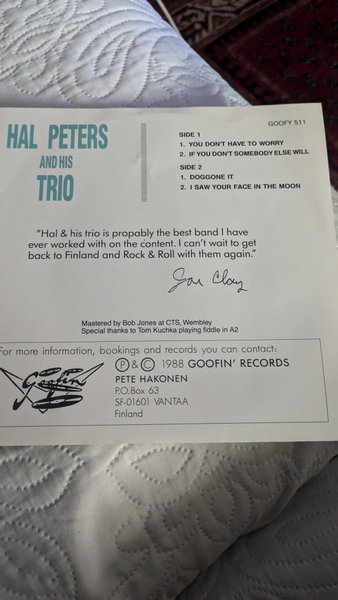 GOOFY 511
HAL PETERS
AND HIS
TRIO
SIDE 1
1. YOU DON'T HAVE TO WORRY
2. IF YOU DON'T SOMEBODY ELSE WILL
SIDE 2
1. DOGGONE IT
2. I SAW YOUR FACE IN THE MOON
"Hal & his trio is propably the best band I have
ever worked with on the content. I can't wait to get
back to Finland and Rock & Roll with them again."
Joe Clay
Mastered by Bob Jones at CTS, Wembley
Special thanks to Tom Kuchka playing fiddle in A2
For more information, bookings and records you can contact:
Goofin'
Ⓟ & © 1988 GOOFIN' RECORDS
PETE HAKONEN
P.O.Box 63
SF-01601 VANTAA
Finland